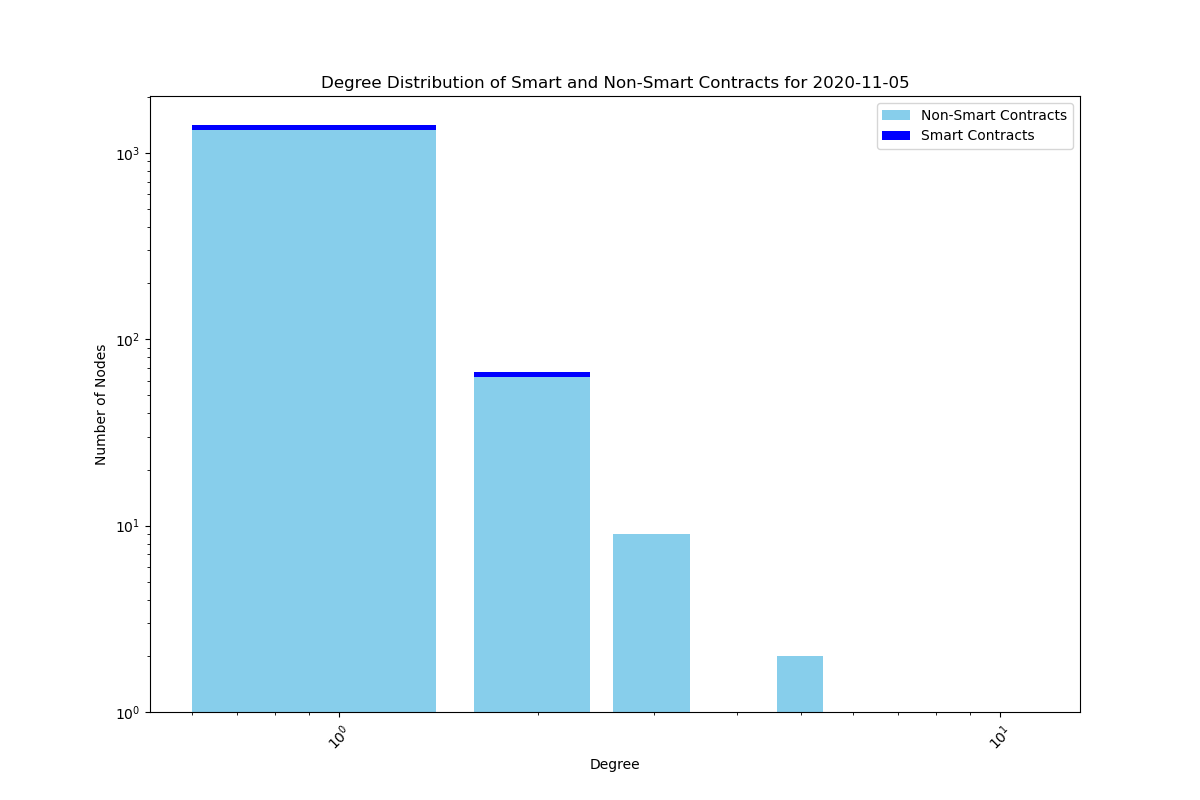 Degree Distribution of Smart and Non-Smart Contracts for 2020-11-05
Non-Smart Contracts
Smart Contracts
Number of Nodes
10³
10²
10¹
10⁰
10⁰
10¹
Degree